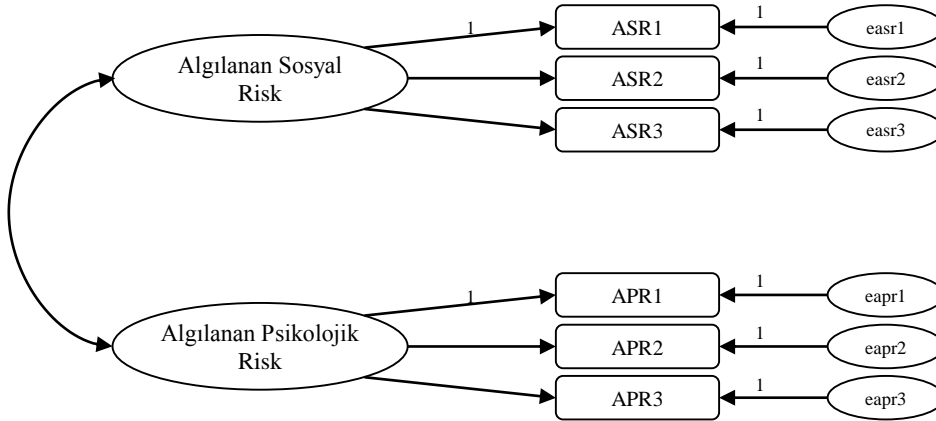 1
ASR1
1
easr1
Algılanan Sosyal
Risk
ASR2
1
easr2
ASR3
1
easr3
1
APR1
1
eapr1
Algılanan Psikolojik
Risk
APR2
1
eapr2
APR3
1
eapr3